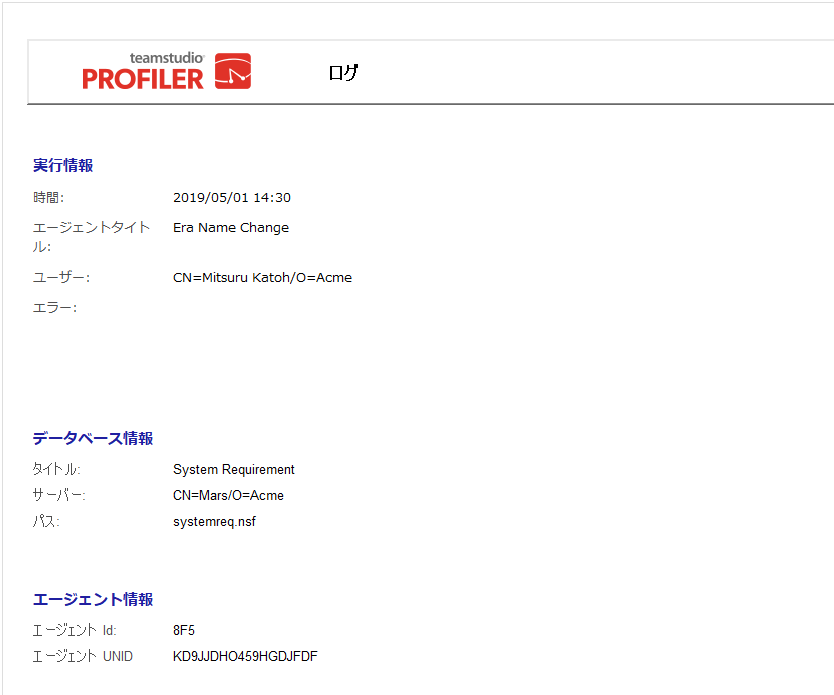 teamstudio
PROFILER
ログ
実行情報
時間: 2019/05/01 14:30
エージェントタイト Era Name Change
ル:
ユーザー: CN=Mitsuru Katoh/O=Acme
エラー:
データベース情報
タイトル: System Requirement
サーバー: CN=Mars/O=Acme
パス: systemreq.nsf
エージェント情報
エージェント Id: 8F5
エージェント UNID KD9JJDHO459HGDJFDF